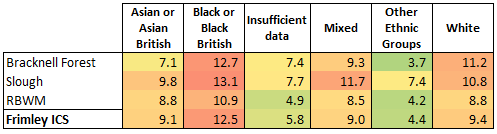 Asian or Asian British Black or Black British Insufficient data Mixed Other Ethnic Groups White
Bracknell Forest 7.1 12.7 7.4 9.3 3.7 11.2
Slough 9.8 13.1 7.7 11.7 7.4 10.8
RBWM 8.8 10.9 4.9 8.5 4.2 8.8
Frimley ICS 9.1 12.5 5.8 9.0 4.4 9.4